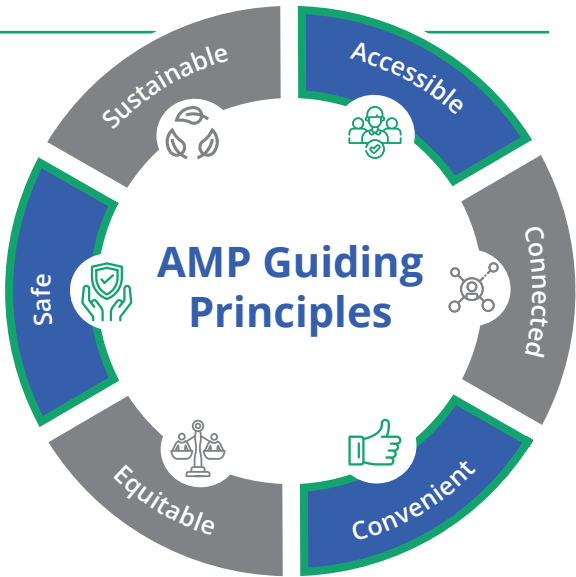 AMP Guiding
Principles
Accessible
Connected
Convenient
Equitable
Safe
Sustainable